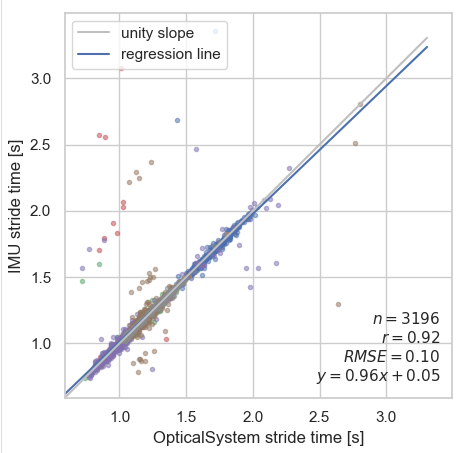 unity slope
regression line
3.0
2.5
2.0
1.5
1.0
IMU stride time [s]
n = 3196
r = 0.92
RMSE = 0.10
y = 0.96x + 0.05
1.0 1.5 2.0 2.5 3.0
OpticalSystem stride time [s]